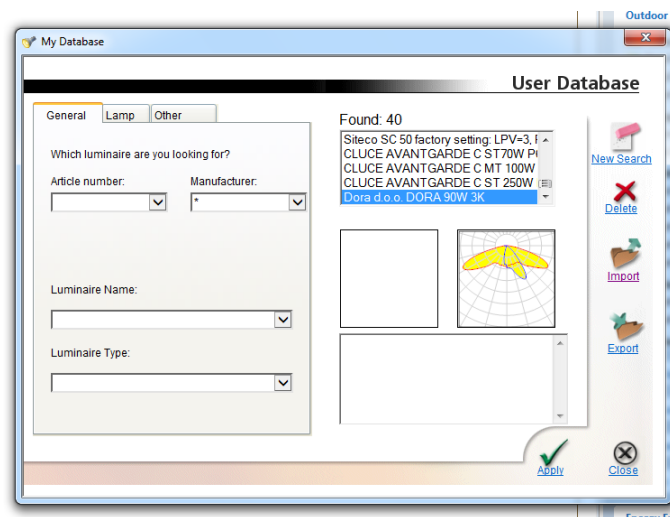 Outdoor
My Database
User Database
General Lamp Other
Which luminaire are you looking for?
Article number: Manufacturer:
*
Luminaire Name:
Luminaire Type:
Found: 40
Siteco SC 50 factory setting: LPV=3,
CLUCE AVANTGARDE C ST70W
CLUCE AVANTGARDE C MT 100W
CLUCE AVANTGARDE C ST 250W
Dora d.o.o. DORA 90W 3K
New Search
Delete
Import
Export
Apply
Close